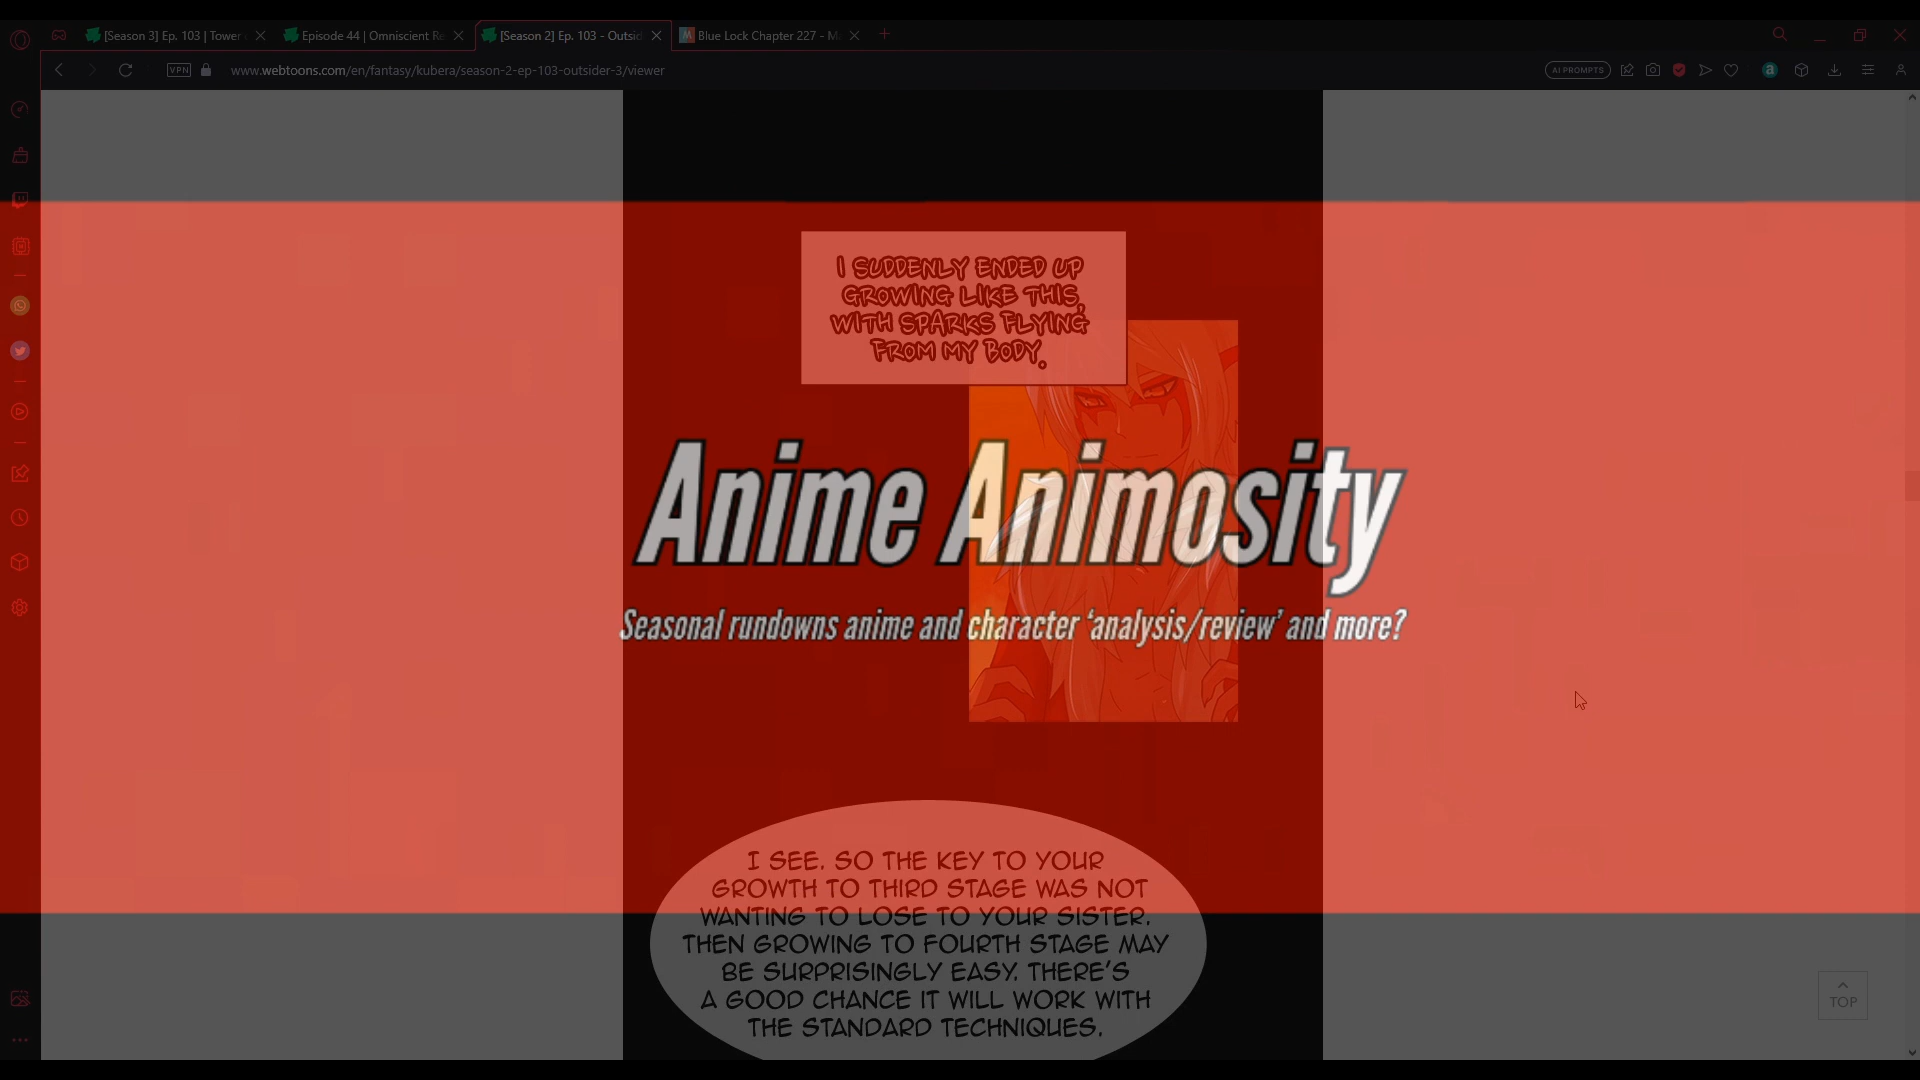 [Season 3] Ep. 103 | Tower
Episode 44 | Omniscient Re
[Season 2] Ep. 103 - Outsid
Blue Lock Chapter 227 - M
VPN
www.webtoons.com/en/fantasy/kubera/season-2-ep-103-outsider-3/viewer
AI PROMPTS
I SUDDENLY ENDED UP
GROWING LIKE THIS,
WITH SPARKS FLYING
FROM MY BODY.
Anime Animosity
Seasonal rundowns anime and character ‘analysis/review’ and more?
I SEE. SO THE KEY TO YOUR
GROWTH TO THIRD STAGE WAS NOT
WANTING TO LOSE TO YOUR SISTER.
THEN GROWING TO FOURTH STAGE MAY
BE SURPRISINGLY EASY. THERE'S
A GOOD CHANCE IT WILL WORK WITH
THE STANDARD TECHNIQUES.
TOP